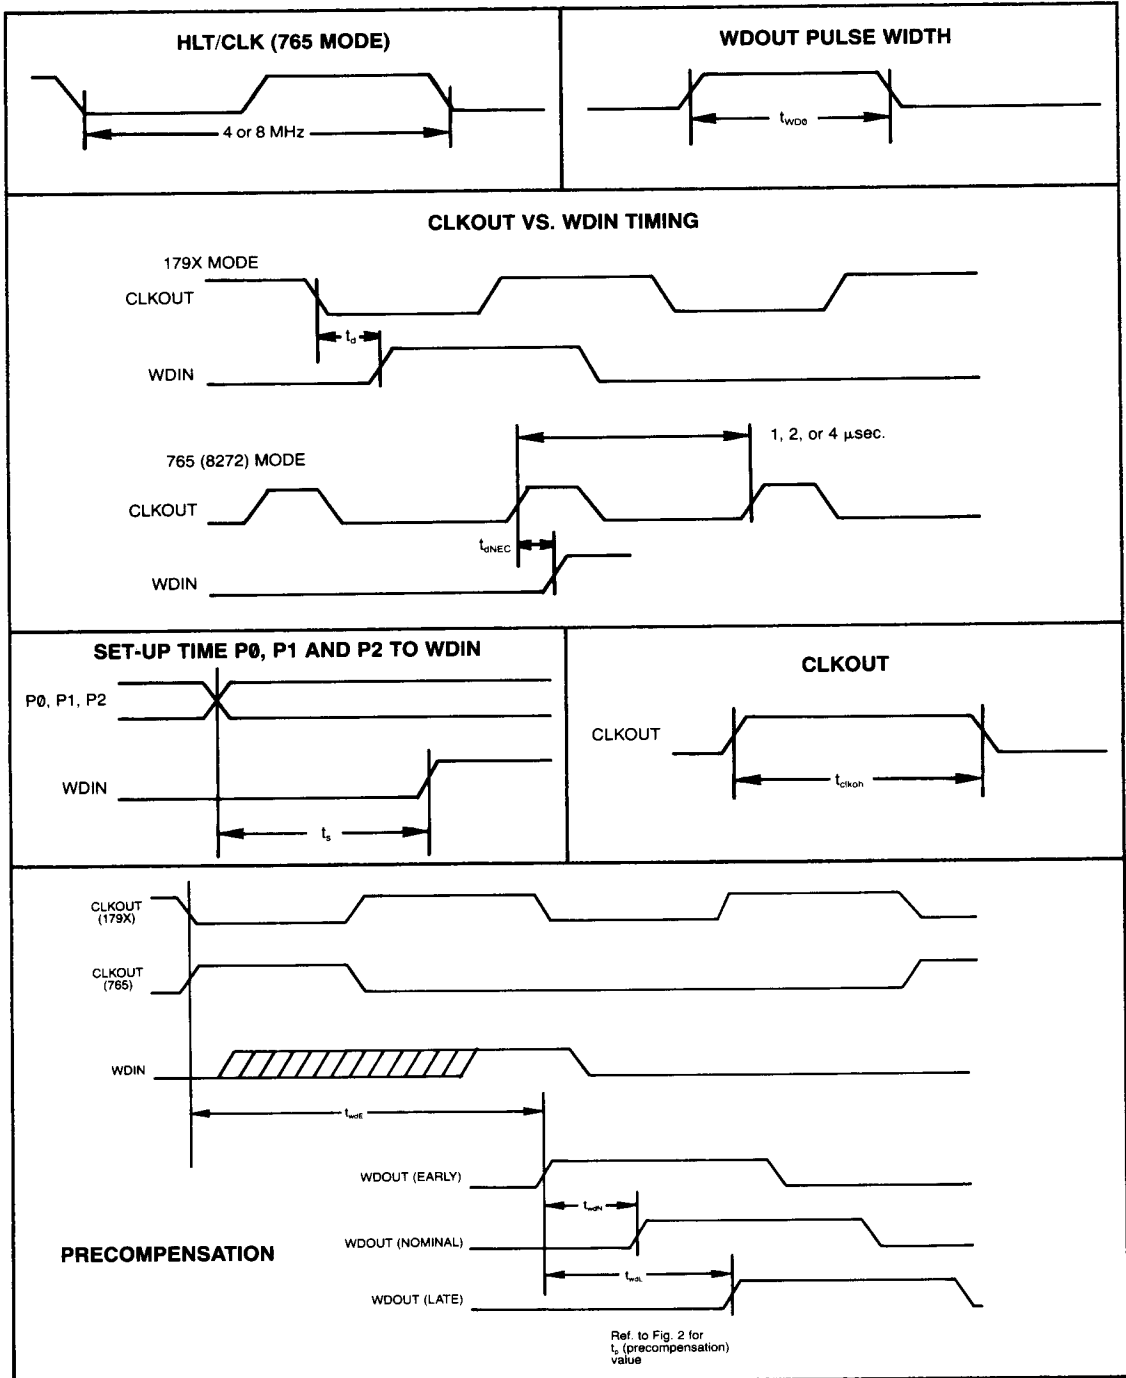 HLT/CLK (765 MODE)
4 or 8 MHz
WDOUT PULSE WIDTH
tWD0
CLKOUT VS. WDIN TIMING
179X MODE
CLKOUT
td
WDIN
1, 2, or 4 μsec.
765 (8272) MODE
CLKOUT
tdNEC
WDIN
SET-UP TIME P0, P1 AND P2 TO WDIN
P0, P1, P2
WDIN
ts
CLKOUT
CLKOUT
tclkoh
CLKOUT
(179X)
CLKOUT
(765)
WDIN
twdE
WDOUT (EARLY)
twdN
WDOUT (NOMINAL)
PRECOMPENSATION
twdL
WDOUT (LATE)
Ref. to Fig. 2 for
tp (precompensation)
value